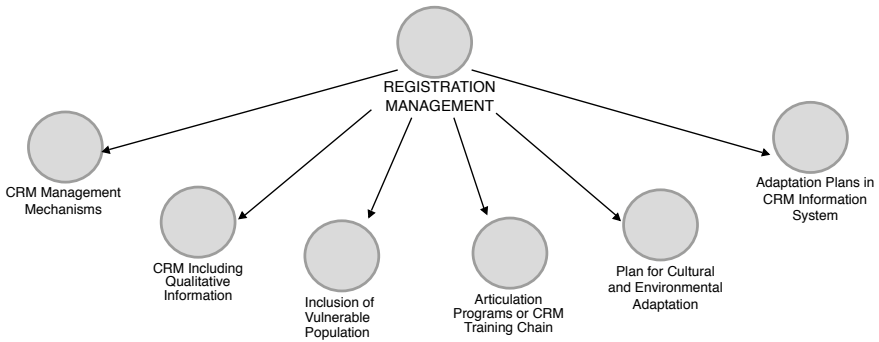 REGISTRATION
MANAGEMENT
CRM Management
Mechanisms
CRM Including
Qualitative
Information
Inclusion of
Vulnerable
Population
Articulation
Programs or CRM
Training Chain
Plan for Cultural
and Environmental
Adaptation
Adaptation Plans in
CRM Information
System